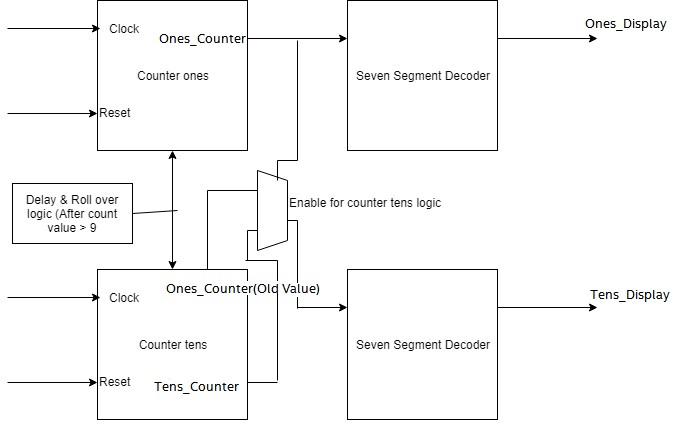 Clock
Ones_Counter
Ones_Display
Counter ones
Seven Segment Decoder
Reset
Delay & Roll over
logic (After count
value > 9
Enable for counter tens logic
Clock
Ones_Counter(Old Value)
Tens_Display
Counter tens
Seven Segment Decoder
Reset
Tens_Counter